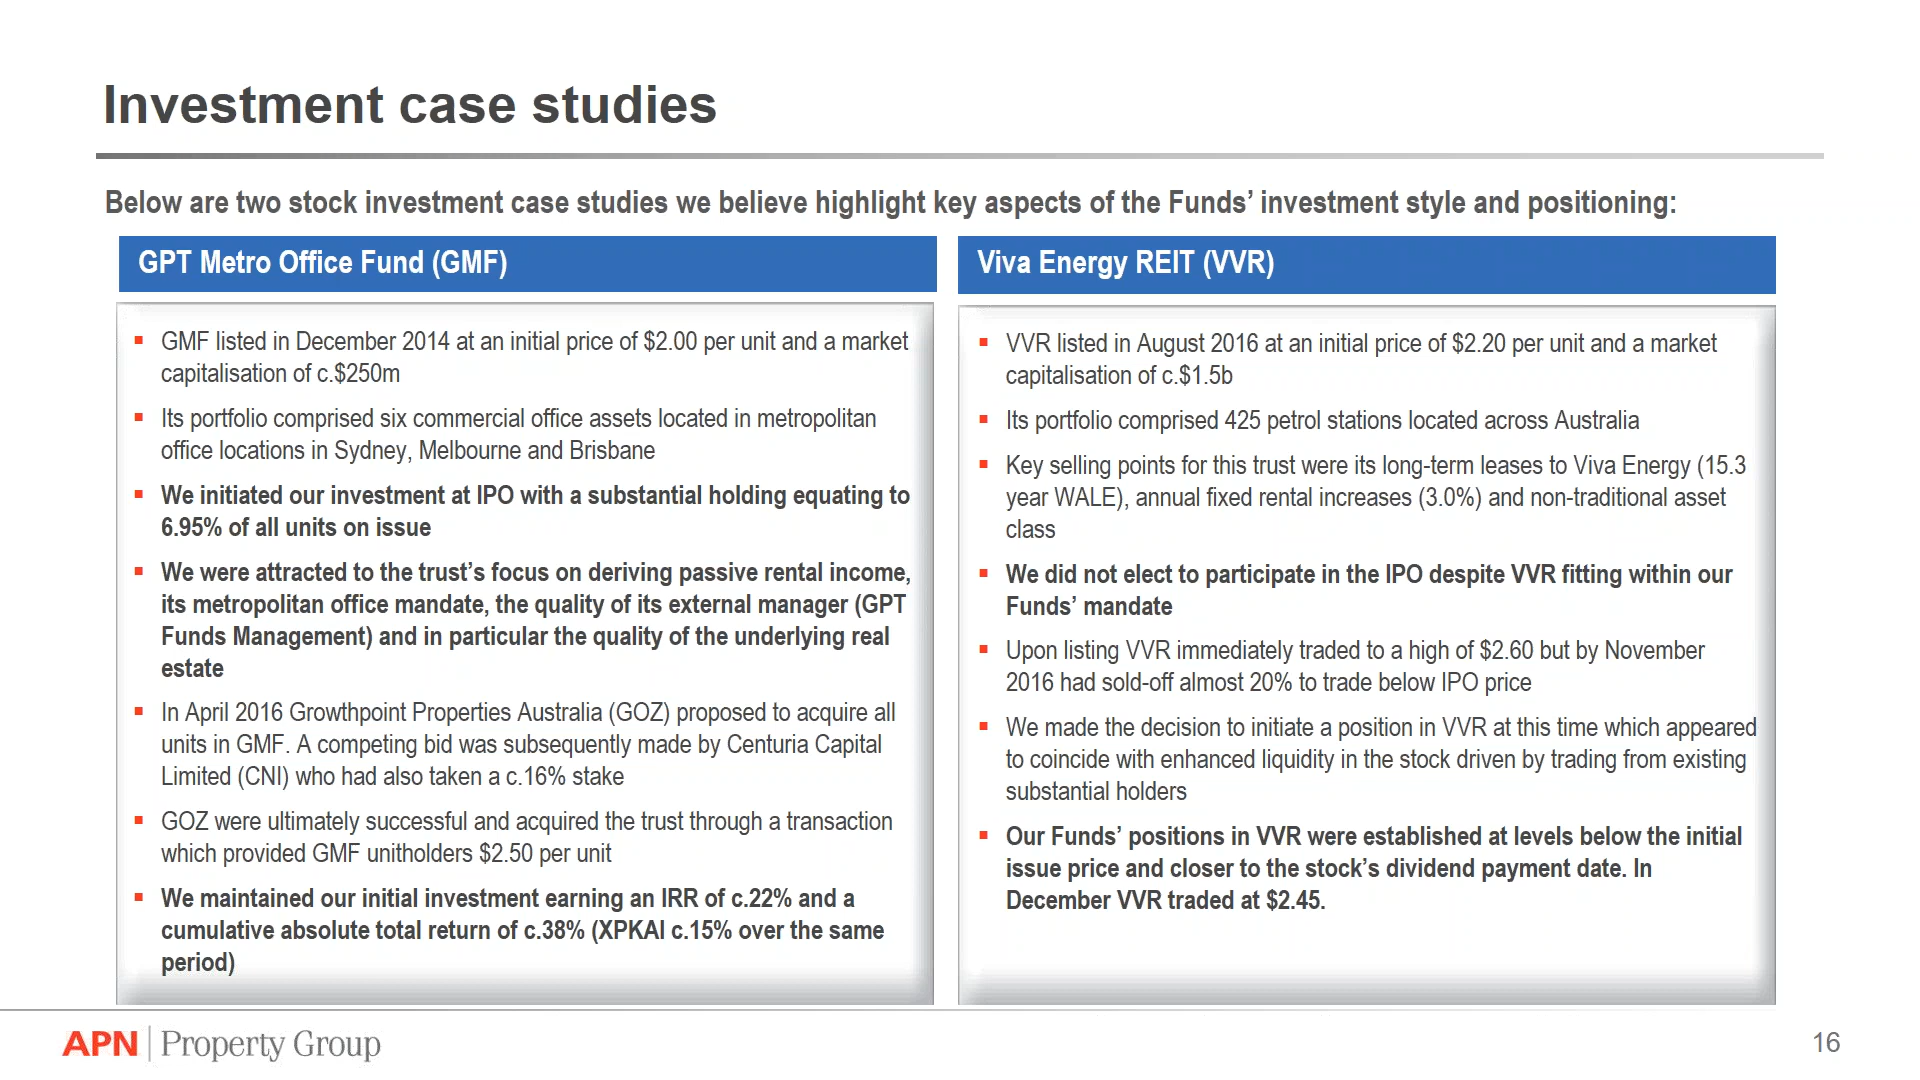 Investment case studies
Below are two stock investment case studies we believe highlight key aspects of the Funds’ investment style and positioning:
GPT Metro Office Fund (GMF)
▪ GMF listed in December 2014 at an initial price of $2.00 per unit and a market
capitalisation of c.$250m
▪ Its portfolio comprised six commercial office assets located in metropolitan
office locations in Sydney, Melbourne and Brisbane
▪ We initiated our investment at IPO with a substantial holding equating to
6.95% of all units on issue
▪ We were attracted to the trust’s focus on deriving passive rental income,
its metropolitan office mandate, the quality of its external manager (GPT
Funds Management) and in particular the quality of the underlying real
estate
▪ In April 2016 Growthpoint Properties Australia (GOZ) proposed to acquire all
units in GMF. A competing bid was subsequently made by Centuria Capital
Limited (CNI) who had also taken a c.16% stake
▪ GOZ were ultimately successful and acquired the trust through a transaction
which provided GMF unitholders $2.50 per unit
▪ We maintained our initial investment earning an IRR of c.22% and a
cumulative absolute total return of c.38% (XPKAI c.15% over the same
period)
Viva Energy REIT (VVR)
▪ VVR listed in August 2016 at an initial price of $2.20 per unit and a market
capitalisation of c.$1.5b
▪ Its portfolio comprised 425 petrol stations located across Australia
▪ Key selling points for this trust were its long-term leases to Viva Energy (15.3
year WALE), annual fixed rental increases (3.0%) and non-traditional asset
class
▪ We did not elect to participate in the IPO despite VVR fitting within our
Funds’ mandate
▪ Upon listing VVR immediately traded to a high of $2.60 but by November
2016 had sold-off almost 20% to trade below IPO price
▪ We made the decision to initiate a position in VVR at this time which appeared
to coincide with enhanced liquidity in the stock driven by trading from existing
substantial holders
▪ Our Funds’ positions in VVR were established at levels below the initial
issue price and closer to the stock’s dividend payment date. In
December VVR traded at $2.45.
APN Property Group
16